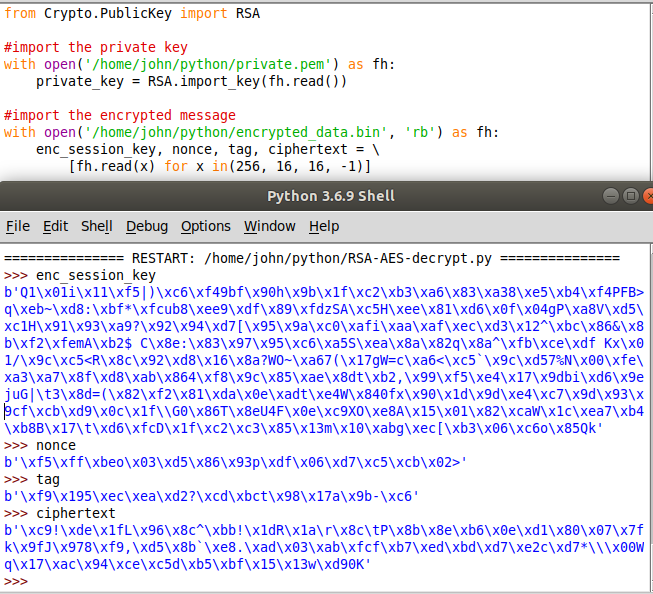 from Crypto.PublicKey import RSA
#import the private key
with open('/home/john/python/private.pem') as fh:
    private_key = RSA.import_key(fh.read())
#import the encrypted message
with open('/home/john/python/encrypted_data.bin', 'rb') as fh:
    enc_session_key, nonce, tag, ciphertext = \
        [fh.read(x) for x in(256, 16, 16, -1)]
Python 3.6.9 Shell
File Edit Shell Debug Options Window Help
=============== RESTART: /home/john/python/RSA-AES-decrypt.py ===============
>>> enc_session_key
b'Q1\x01i\x11\xf5|)\xc6\xf49bf\x90h\x9b\x1f\xc2\xb3\xa6\x83\xa38\xe5\xb4\xf4PFB>
q\xeb~\xd8:\xbf*\xfcub8\xee9\xdf\x89\xfdzSA\xc5H\xee\x81\xd6\x0f\x04gP\xa8V\xd5\
xc1H\x91\x93\xa9?\x92\x94\xd7[\x95\x9a\xc0\xafi\xaa\xaf\xec\xd3\x12^\xbc\x86&\x8
b\xf2\xfemA\xb2$ C\x8e:\x83\x97\x95\xc6\xa5S\xea\x8a\x82q\x8a^\xfb\xce\xdf Kx\x0
1/\x9c\xc5<R\x8c\x92\xd8\x16\x8a?WO~\xa67(\x17gW=c\xa6<\xc5`\x9c\xd57%N\x00\xfe\
xa3\xa7\x8f\xd8\xab\x864\xf8\x9c\x85\xae\x8dt\xb2,\x99\xf5\xe4\x17\x9dbi\xd6\x9e
juG|\t3\x8d=(\x82\xf2\x81\xda\x0e\xadt\xe4W\x840fx\x90\x1d\x9d\xe4\xc7\x9d\x93\x
9cf\xcb\xd9\x0c\x1f\\G0\x86T\x8eU4F\x0e\xc9XO\xe8A\x15\x01\x82\xcaW\x1c\xea7\xb4
\xb8B\x17\t\xd6\xfcD\x1f\xc2\xc3\x85\x13m\x10\xabg\xec[\xb3\x06\xc6o\x85Qk'
>>> nonce
b'\xf5\xff\xbeo\x03\xd5\x86\x93p\xdf\x06\xd7\xc5\xcb\x02>'
>>> tag
b'\xf9\x195\xec\xea\xd2?\xcd\xbct\x98\x17a\x9b-\xc6'
>>> ciphertext
b'\xc9!\xde\x1fL\x96\x8c^\xbb!\x1dR\x1a\r\x8c\tP\x8b\x8e\xb6\x0e\xd1\x80\x07\x7f
k\x9fJ\x978\xf9,\xd5\x8b`\xe8.\xad\x03\xab\xfcf\xb7\xed\xbd\xd7\xe2c\xd7*\\\x00W
q\x17\xac\x94\xce\xc5d\xb5\xbf\x15\x13w\xd90K'
>>>